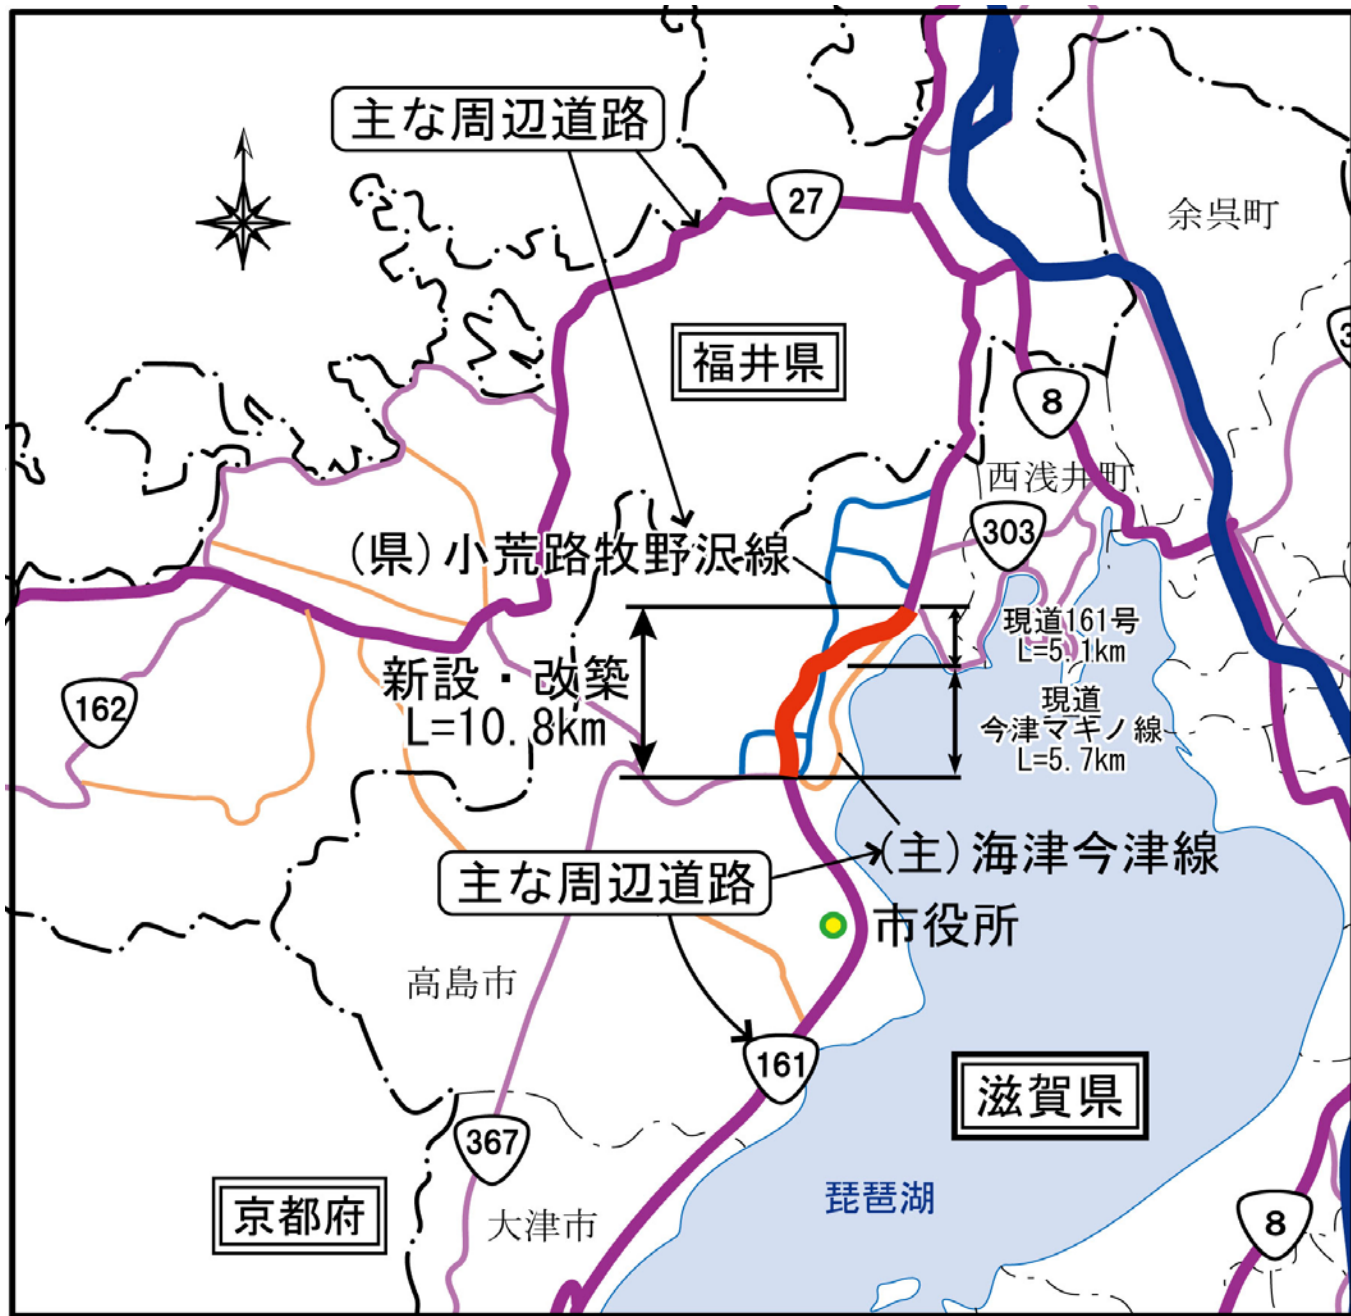 主な周辺道路
27
余呉町
福井県
8
西浅井町
303
(県)小荒路牧野沢線
現道161号
L=5.1km
新設・改築
L=10.8km
162
現道
今津マキノ線
L=5.7km
(主)海津今津線
主な周辺道路
市役所
高島市
161
滋賀県
367
京都府
大津市
琵琶湖
8